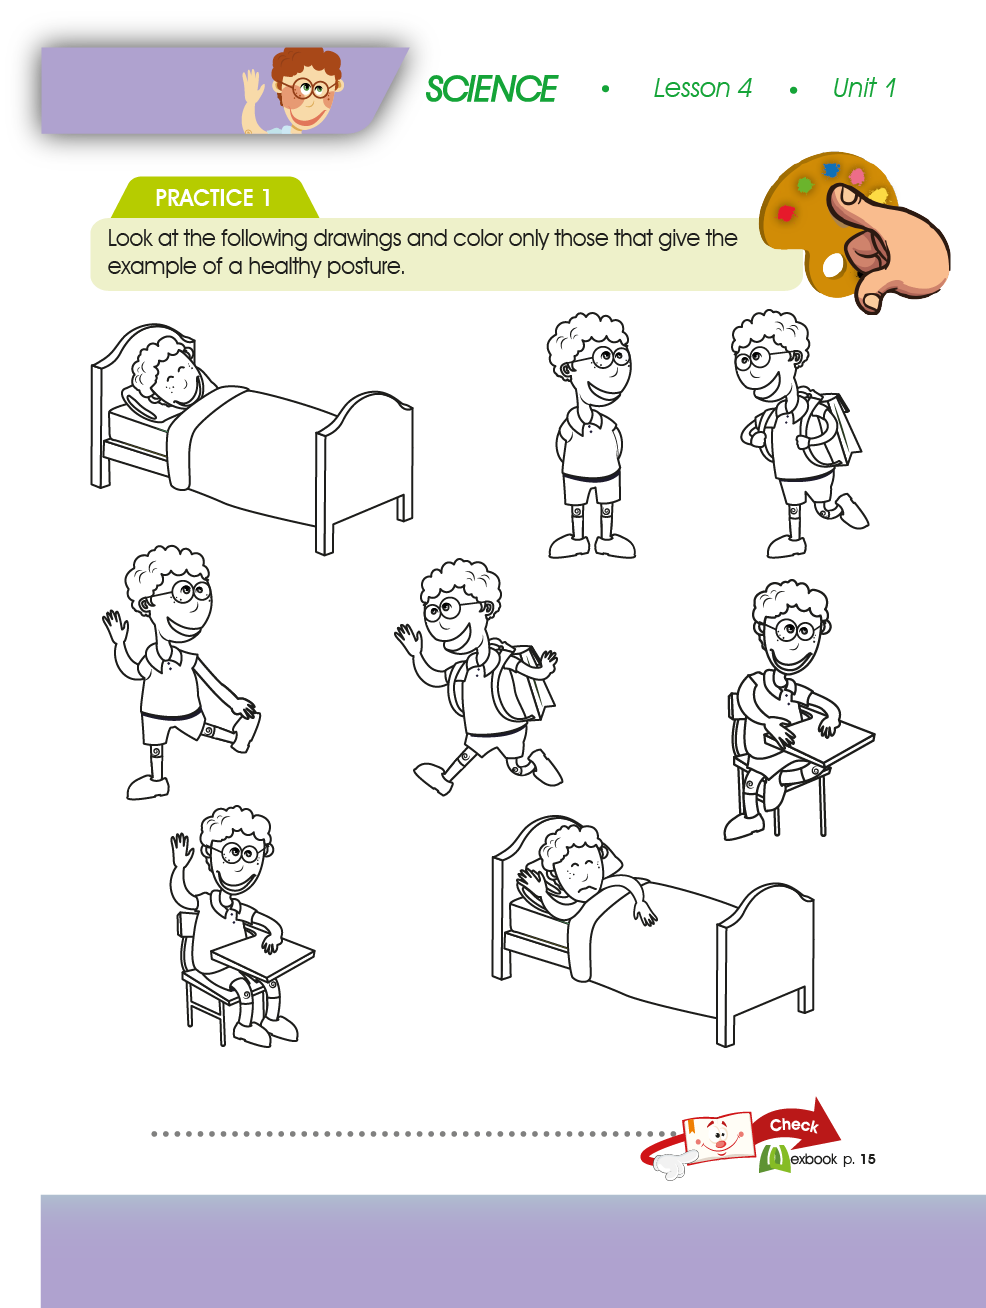 SCIENCE • Lesson 4 • Unit 1
PRACTICE 1
Look at the following drawings and color only those that give the
example of a healthy posture.
Check
exbook p. 15